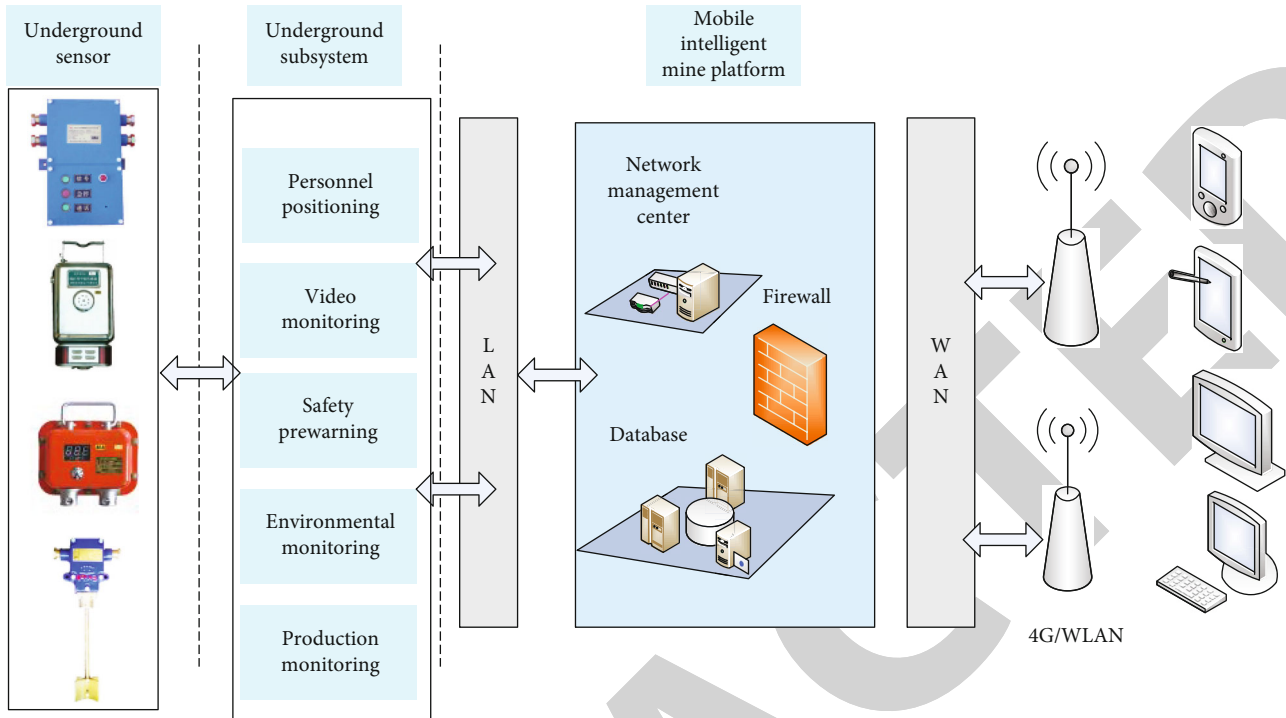 Underground
sensor
Underground
subsystem
Mobile
intelligent
mine platform
Personnel
positioning
Video
monitoring
Safety
prewarning
Environmental
monitoring
Production
monitoring
L
A
N
Network
management
center
Firewall
Database
W
A
N
4G/WLAN